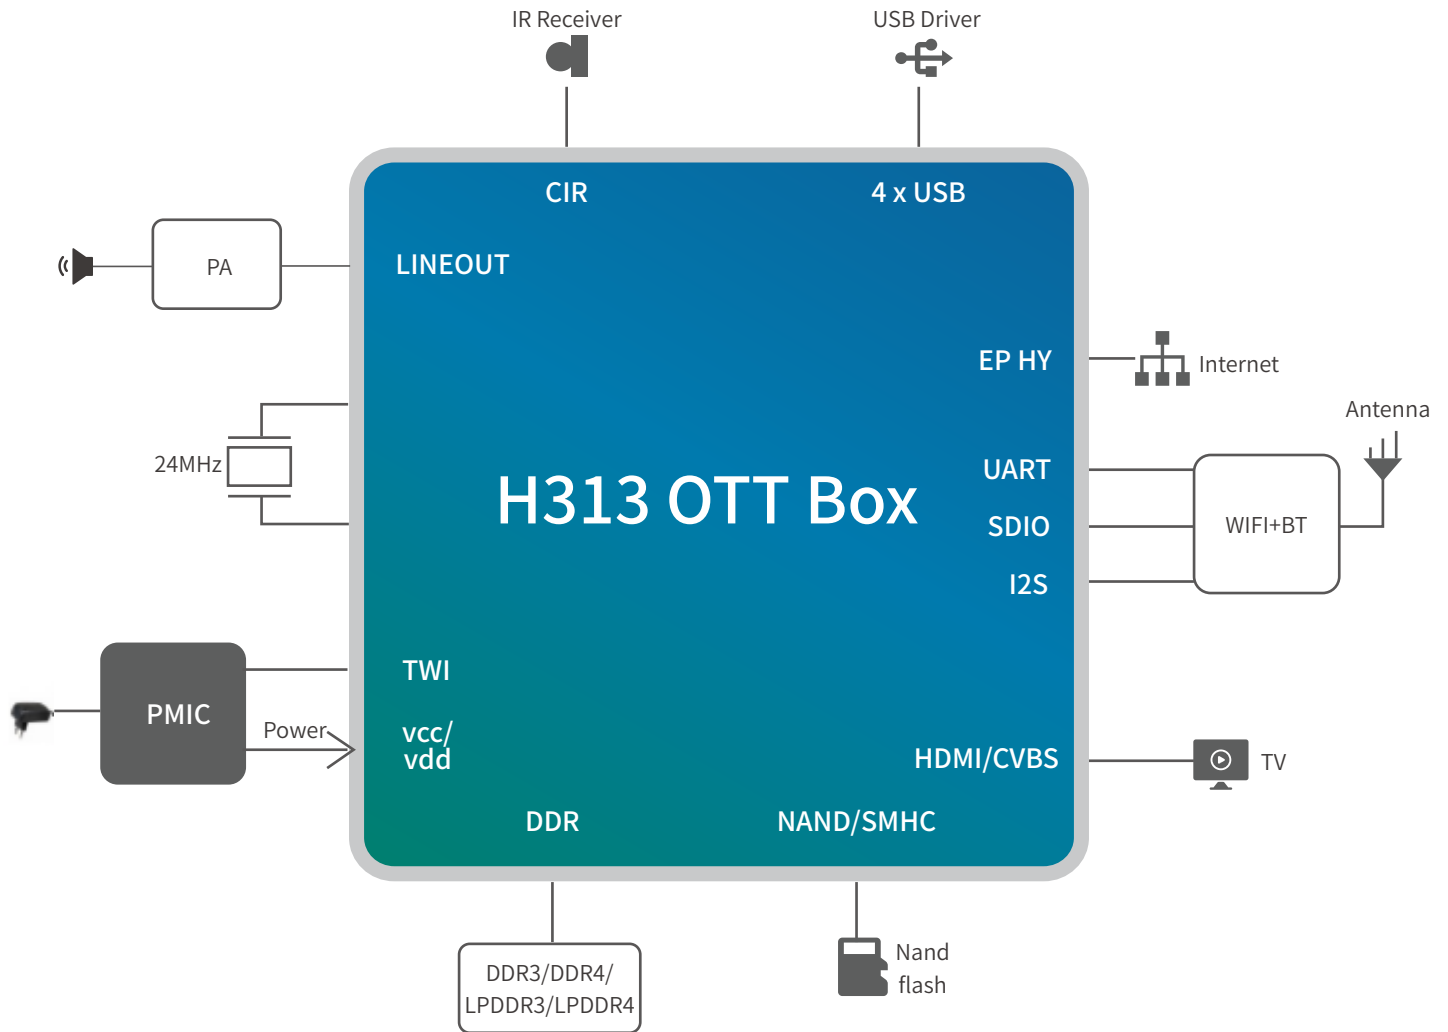 IR Receiver
USB Driver
CIR
4 x USB
LINEOUT
PA
EP HY
Internet
Antenna
24MHz
UART
H313 OTT Box
SDIO
WIFI+BT
I2S
TWI
PMIC
Power
vcc/
vdd
HDMI/CVBS
TV
DDR
NAND/SMHC
DDR3/DDR4/
LPDDR3/LPDDR4
Nand
flash